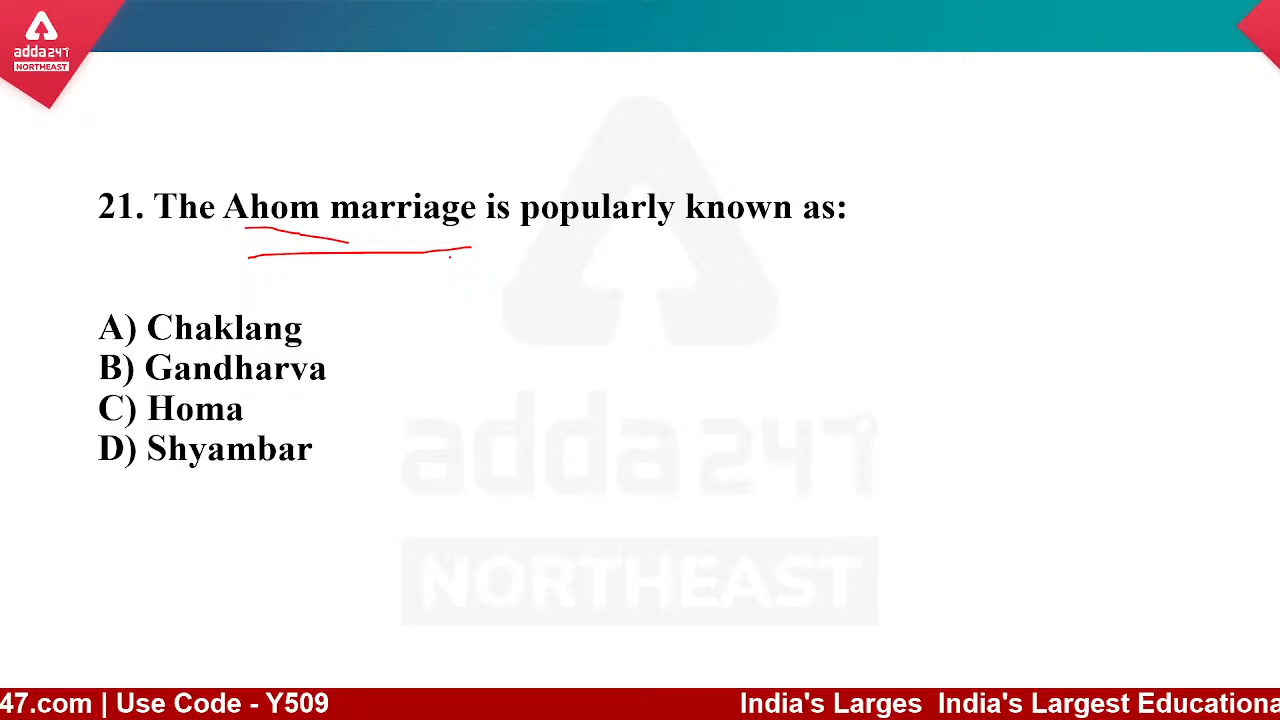 adda247
NORTHEAST
21. The Ahom marriage is popularly known as:
A) Chaklang
B) Gandharva
C) Homa
D) Shyambar
adda247
NORTHEAST
47.com | Use Code - Y509
India's Larges India's Largest Educationa